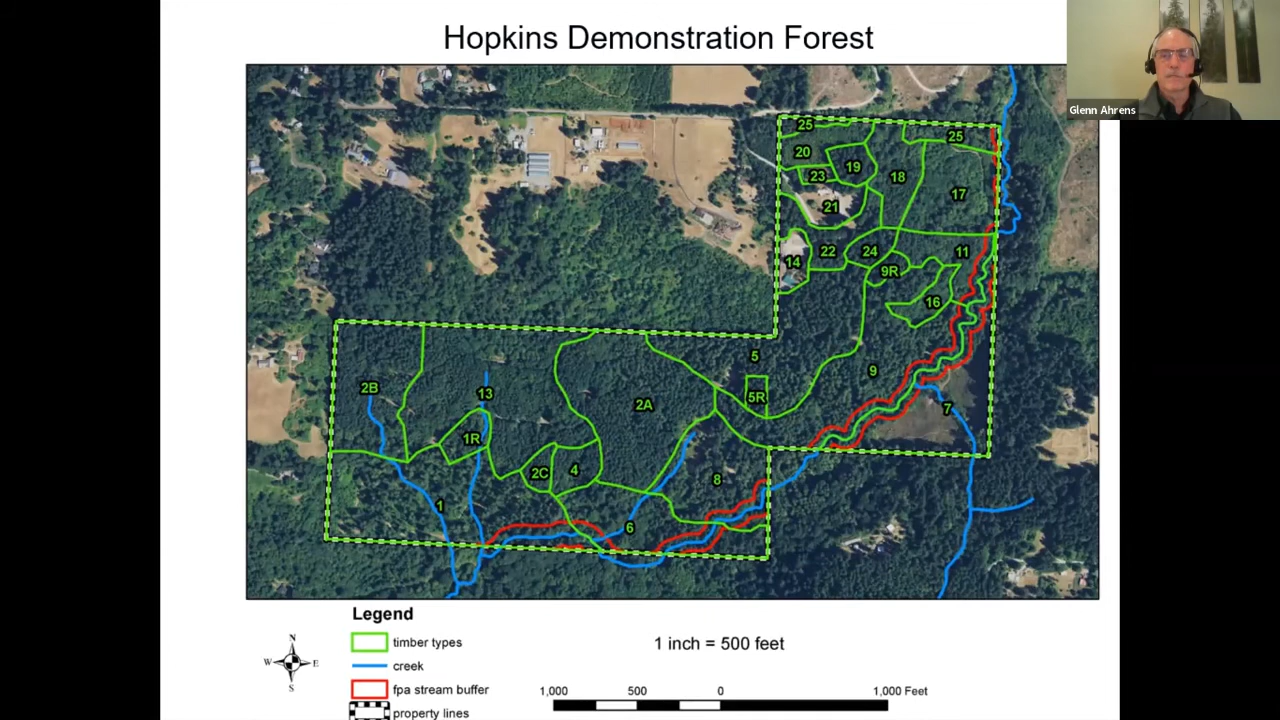 Hopkins Demonstration Forest
Glenn Ahrens
25
25
20
19
23
18
17
21
22
24
11
14
9R
16
5
9
2B
13
5R
2A
7
1R
2C
4
8
1
6
Legend
timber types
creek
fpa stream buffer
property lines
N
W E
S
1 inch = 500 feet
1,000 500 0 1,000 Feet